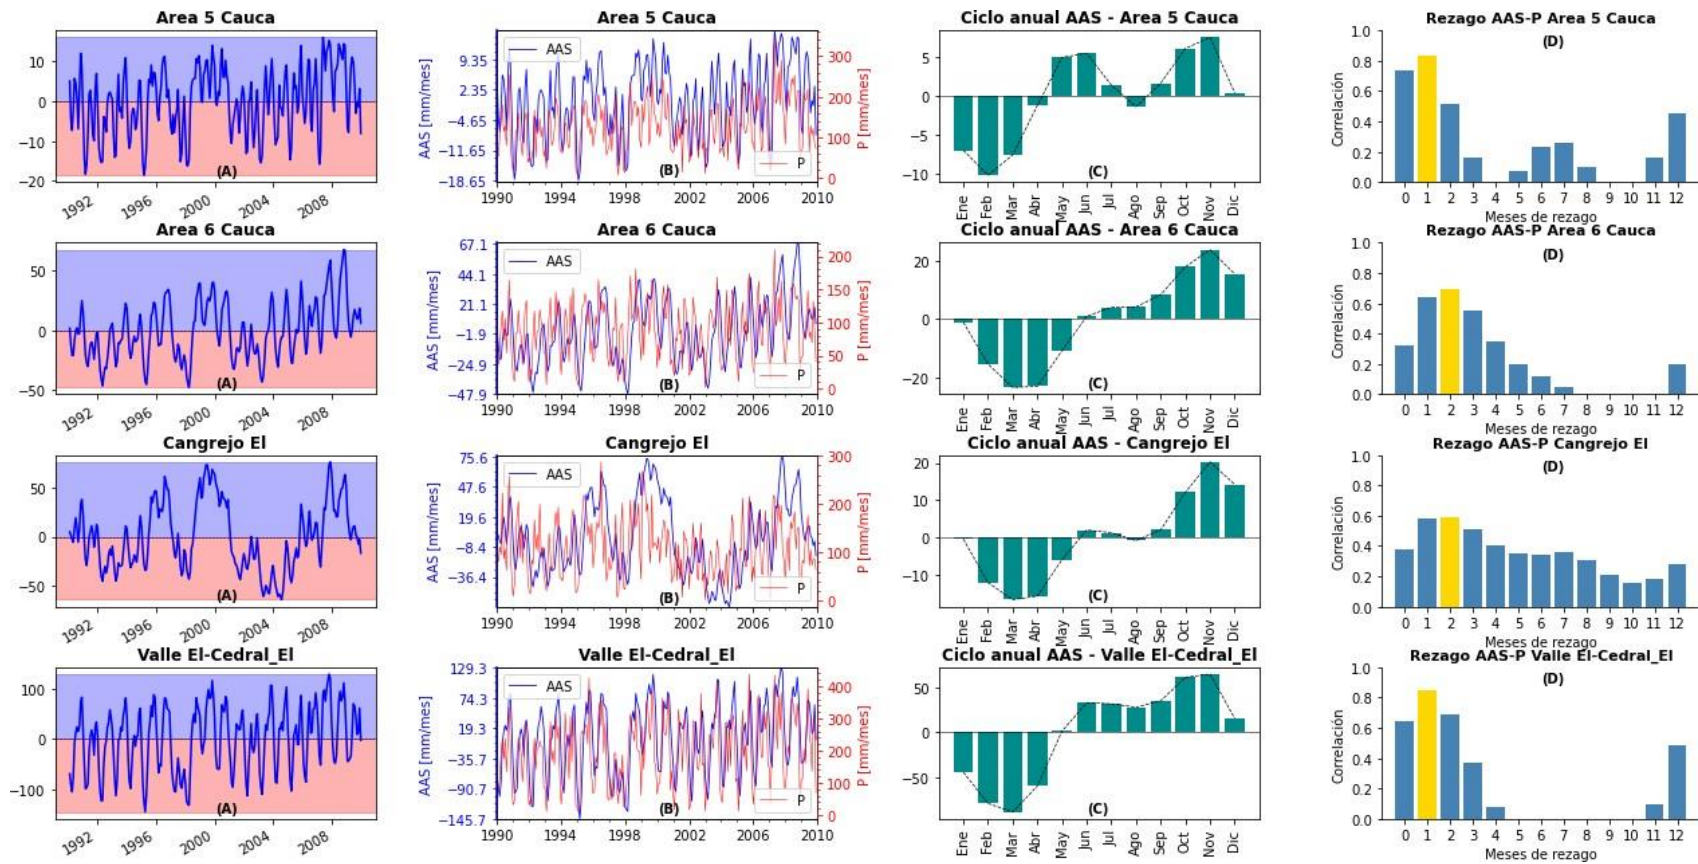 Area 5 Cauca
10
0
−10
−20
(A)
1992
1996
2000
2004
2008
Area 5 Cauca
AAS [mm/mes]
9.35
2.35
−4.65
−11.65
−18.65
AAS
P
(B)
300
200
100
0
P [mm/mes]
1990
1994
1998
2002
2006
2010
Ciclo anual AAS - Area 5 Cauca
5
0
−5
−10
(C)
Ene
Feb
Mar
Abr
May
Jun
Jul
Ago
Sep
Oct
Nov
Dic
Rezago AAS-P Area 5 Cauca
(D)
Correlación
1.0
0.8
0.6
0.4
0.2
0.0
0 1 2 3 4 5 6 7 8 9 10 11 12
Meses de rezago
Area 6 Cauca
50
0
−50
(A)
1992
1996
2000
2004
2008
Area 6 Cauca
AAS [mm/mes]
67.1
44.1
21.1
−1.9
−24.9
−47.9
AAS
P
(B)
200
150
100
50
0
P [mm/mes]
1990
1994
1998
2002
2006
2010
Ciclo anual AAS - Area 6 Cauca
20
0
−20
(C)
Ene
Feb
Mar
Abr
May
Jun
Jul
Ago
Sep
Oct
Nov
Dic
Rezago AAS-P Area 6 Cauca
(D)
Correlación
1.0
0.8
0.6
0.4
0.2
0.0
0 1 2 3 4 5 6 7 8 9 10 11 12
Meses de rezago
Cangrejo El
50
0
−50
(A)
1992
1996
2000
2004
2008
Cangrejo El
AAS [mm/mes]
75.6
47.6
19.6
−8.4
−36.4
AAS
P
(B)
300
200
100
0
P [mm/mes]
1990
1994
1998
2002
2006
2010
Ciclo anual AAS - Cangrejo El
20
10
0
−10
(C)
Ene
Feb
Mar
Abr
May
Jun
Jul
Ago
Sep
Oct
Nov
Dic
Rezago AAS-P Cangrejo El
(D)
Correlación
1.0
0.8
0.6
0.4
0.2
0.0
0 1 2 3 4 5 6 7 8 9 10 11 12
Meses de rezago
Valle El-Cedral_El
100
0
−100
(A)
1992
1996
2000
2004
2008
Valle El-Cedral_El
AAS [mm/mes]
129.3
74.3
19.3
−35.7
−90.7
−145.7
AAS
P
(B)
400
300
200
100
0
P [mm/mes]
1990
1994
1998
2002
2006
2010
Ciclo anual AAS - Valle El-Cedral_El
50
0
−50
(C)
Ene
Feb
Mar
Abr
May
Jun
Jul
Ago
Sep
Oct
Nov
Dic
Rezago AAS-P Valle El-Cedral_El
(D)
Correlación
1.0
0.8
0.6
0.4
0.2
0.0
0 1 2 3 4 5 6 7 8 9 10 11 12
Meses de rezago